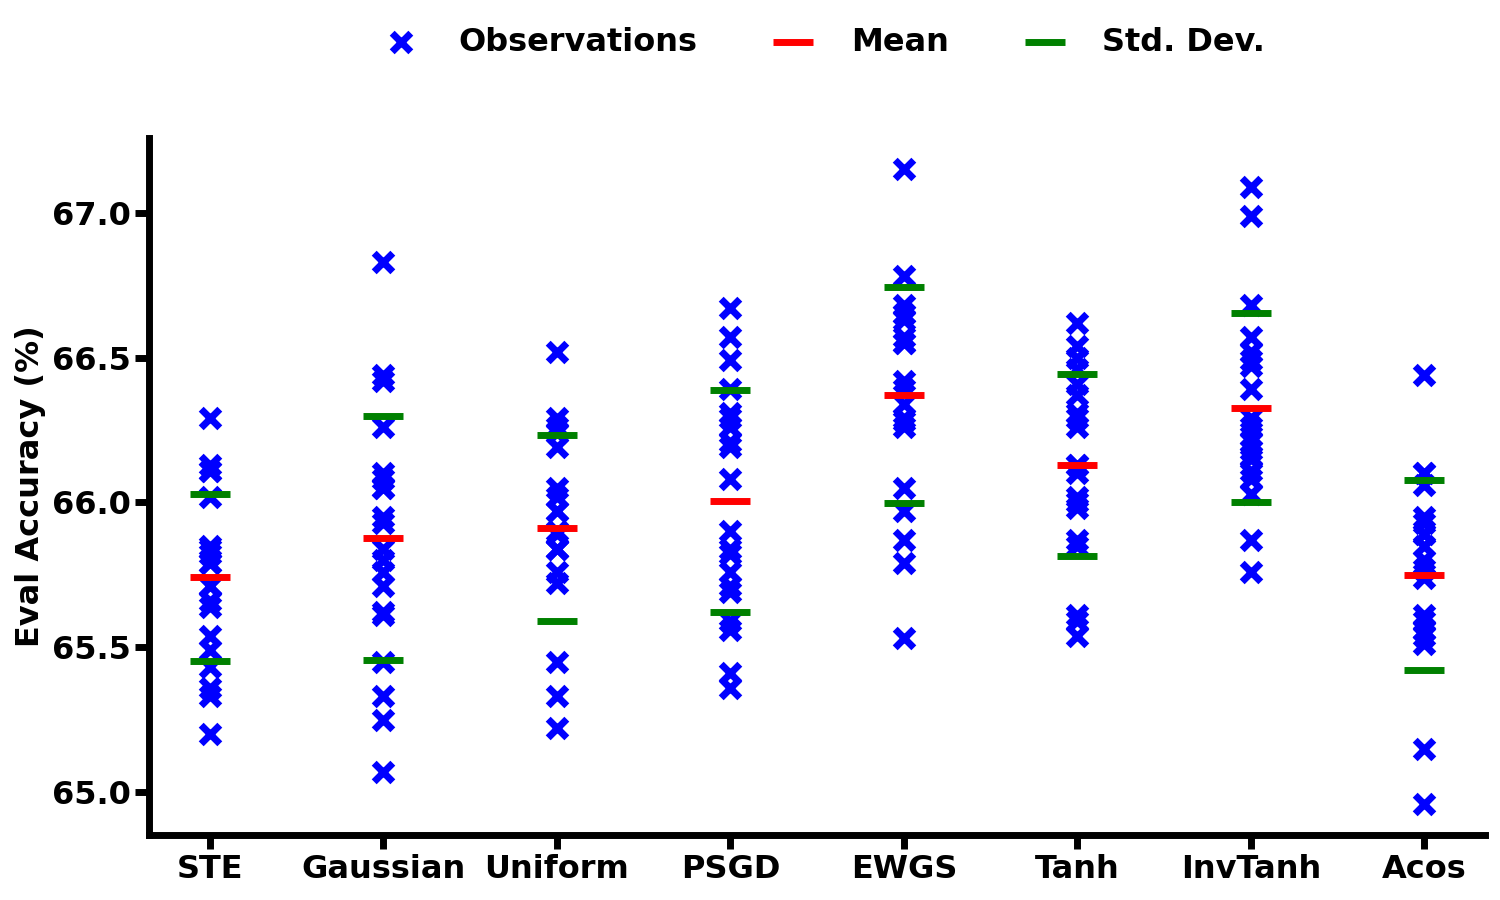 Observations Mean Std. Dev.
Eval Accuracy (%)
67.0
66.5
66.0
65.5
65.0
STE Gaussian Uniform PSGD EWGS Tanh InvTanh Acos